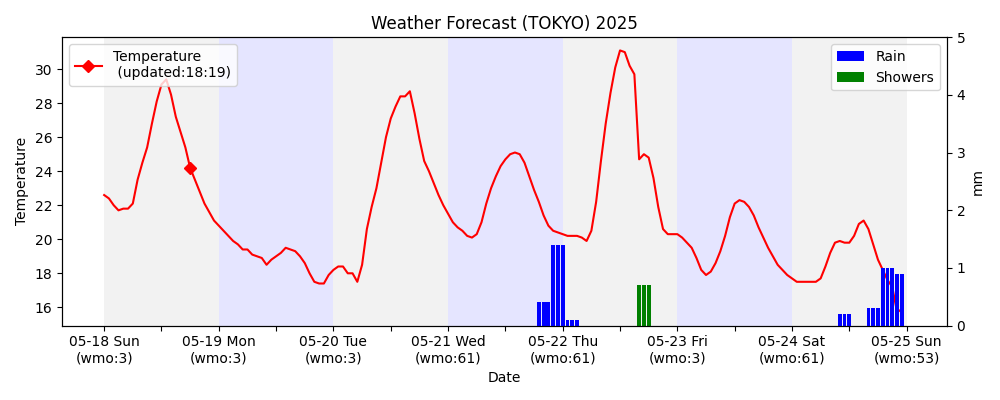 Weather Forecast (TOKYO) 2025
Temperature
(updated:18:19)
Rain
Showers
Temperature
30
28
26
24
22
20
18
16
5
4
3
2
1
0
mm
05-18 Sun
(wmo:3)
05-19 Mon
(wmo:3)
05-20 Tue
(wmo:3)
05-21 Wed
(wmo:61)
05-22 Thu
(wmo:61)
05-23 Fri
(wmo:3)
05-24 Sat
(wmo:61)
05-25 Sun
(wmo:53)
Date